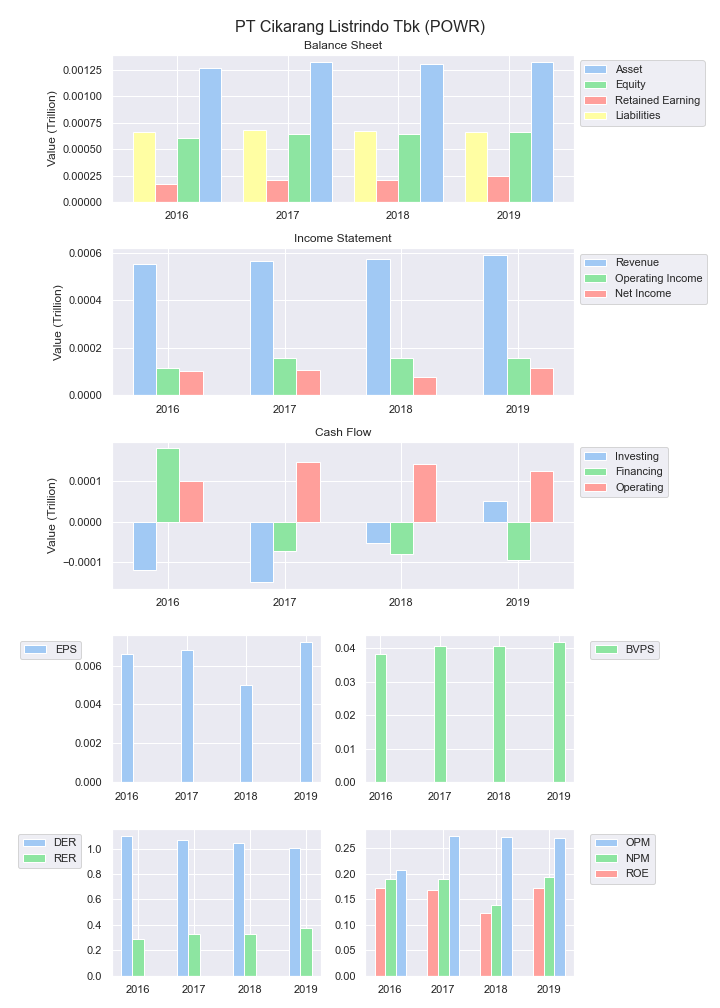 PT Cikarang Listrindo Tbk (POWR)
Balance Sheet
Value (Trillion)
0.00125
0.00100
0.00075
0.00050
0.00025
0.00000
2016 2017 2018 2019
Asset
Equity
Retained Earning
Liabilities
Income Statement
Value (Trillion)
0.0006
0.0004
0.0002
0.0000
2016 2017 2018 2019
Revenue
Operating Income
Net Income
Cash Flow
Value (Trillion)
0.0001
0.0000
−0.0001
2016 2017 2018 2019
Investing
Financing
Operating
EPS
0.006
0.004
0.002
0.000
2016 2017 2018 2019
0.04
0.03
0.02
0.01
0.00
2016 2017 2018 2019
BVPS
DER
RER
1.0
0.8
0.6
0.4
0.2
0.0
2016 2017 2018 2019
0.25
0.20
0.15
0.10
0.05
0.00
2016 2017 2018 2019
OPM
NPM
ROE